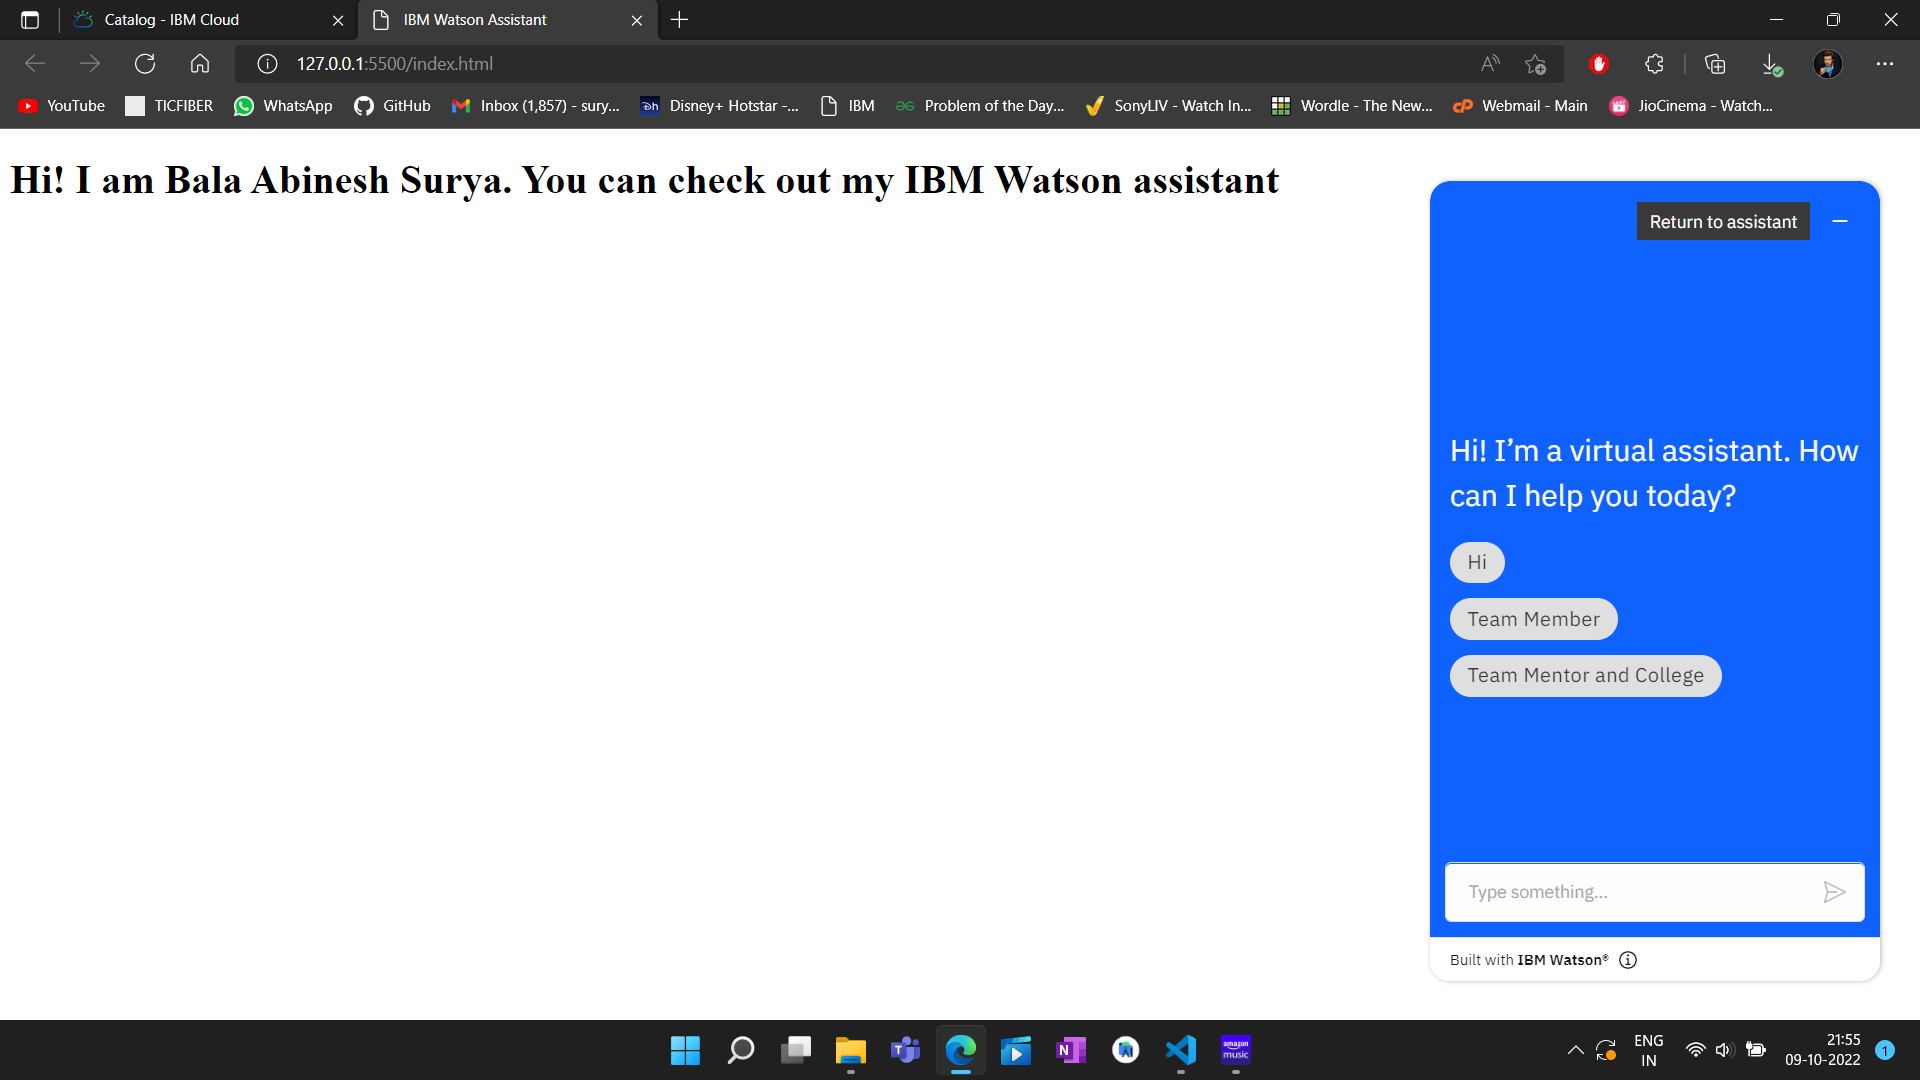 Catalog - IBM Cloud
IBM Watson Assistant
127.0.0.1:5500/index.html
YouTube
TICFIBER
WhatsApp
GitHub
Inbox (1,857) - sury...
Disney+ Hotstar -...
IBM
Problem of the Day...
SonyLIV - Watch In...
Wordle - The New...
Webmail - Main
JioCinema - Watch...
Hi! I am Bala Abinesh Surya. You can check out my IBM Watson assistant
Return to assistant
Hi! I’m a virtual assistant. How
can I help you today?
Hi
Team Member
Team Mentor and College
Type something...
Built with IBM Watson®
amazon
music
ENG
IN
21:55
09-10-2022
1